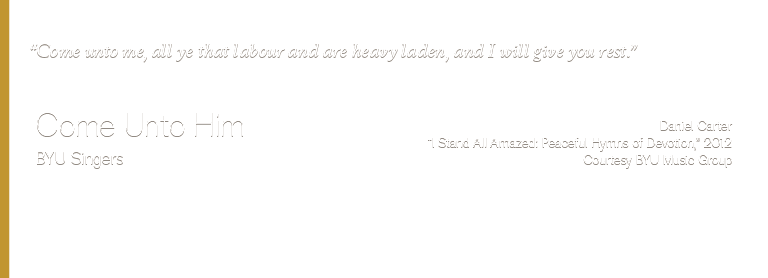 “Come unto me, all ye that labour and are heavy laden, and I will give you rest.”
Come Unto Him
BYU Singers
Daniel Carter
"I Stand All Amazed: Peaceful Hymns of Devotion," 2012
Courtesy BYU Music Group